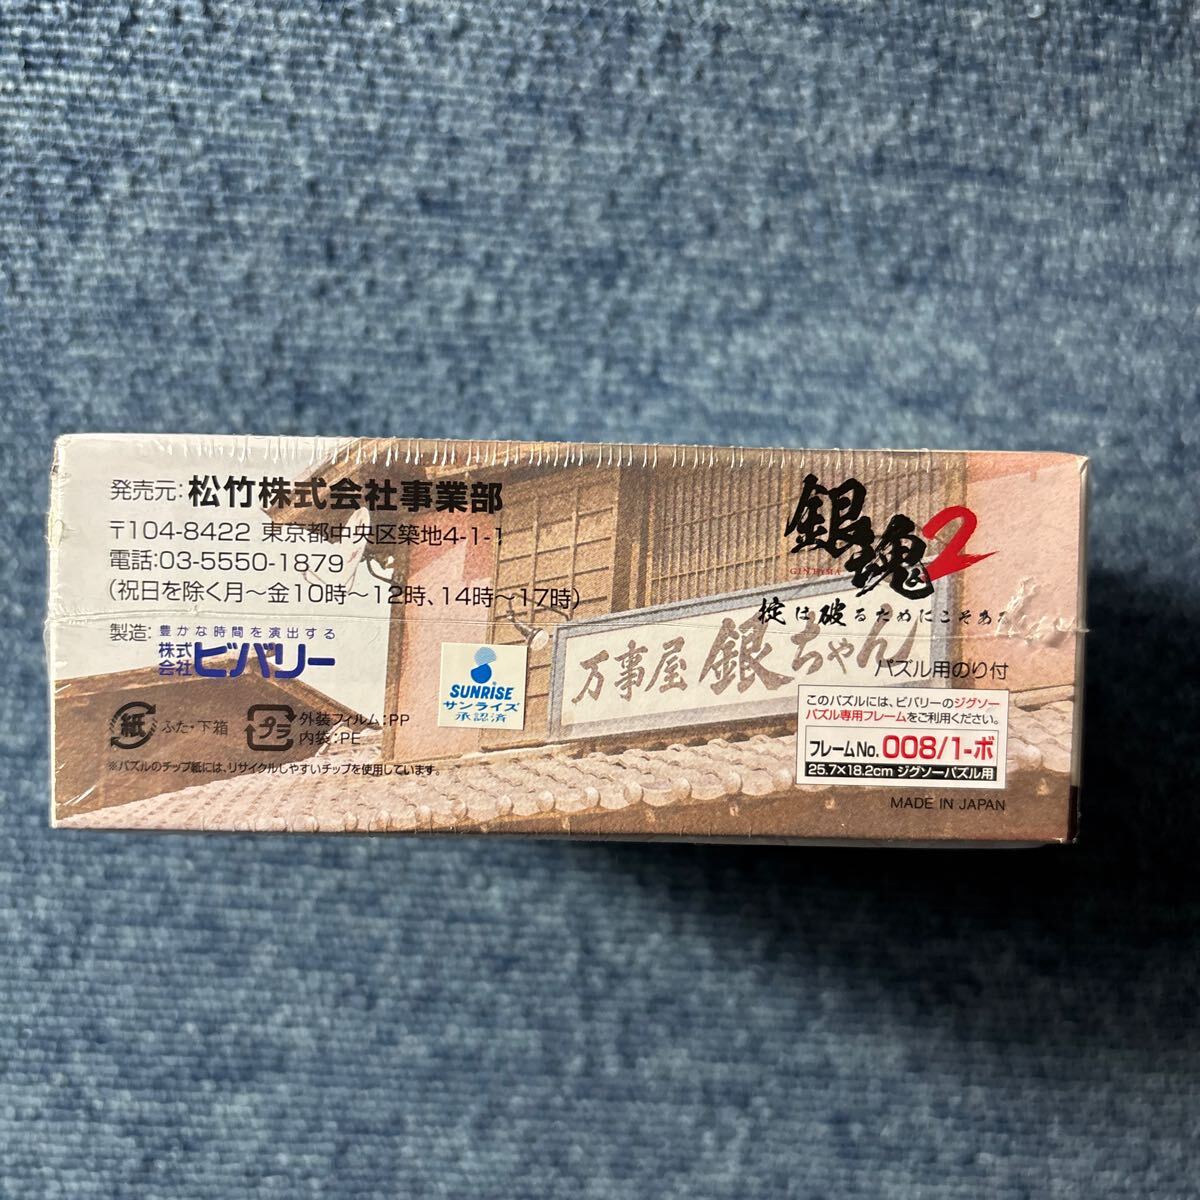 発売元:松竹株式会社事業部
〒104-8422 東京都中央区築地4-1-1
電話:03-5550-1879
(祝日を除く月〜金10時〜12時、14時〜17時)
製造:豊かな時間を演出する
株式会社ビバリー
紙 ふた・下箱
プラ 外装フィルム:PP
内装:PE
※パズルのチップ紙には、リサイクルしやすいチップを使用しています。
SUNRISE
®
サンライズ
承認済
万事屋 銀ちゃん
銀魂2
GINTAMA
掟は破るためにこそある
パズル用のり付
このパズルには、ビバリーのジグソー
パズル専用フレームをご利用ください。
フレームNo. 008/1-ボ
25.7×18.2cm ジグソーパズル用
MADE IN JAPAN